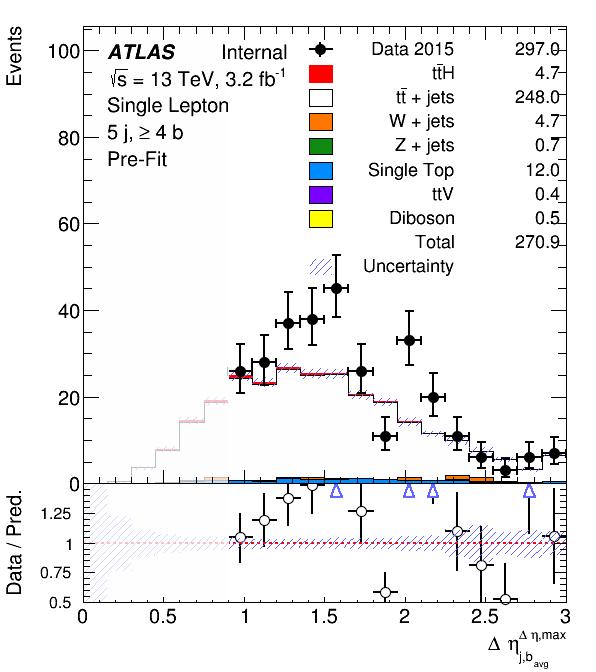 Events
100
80
60
40
20
0
ATLAS Internal
√s = 13 TeV, 3.2 fb⁻¹
Single Lepton
5 j, ≥ 4 b
Pre-Fit
Data 2015 297.0
tt̄H 4.7
tt̄ + jets 248.0
W + jets 4.7
Z + jets 0.7
Single Top 12.0
ttV 0.4
Diboson 0.5
Total 270.9
Uncertainty
Data / Pred.
1.25
1
0.75
0.5
0 0.5 1 1.5 2 2.5 3
Δ η_{j,b_{avg}}^{Δ η,max}